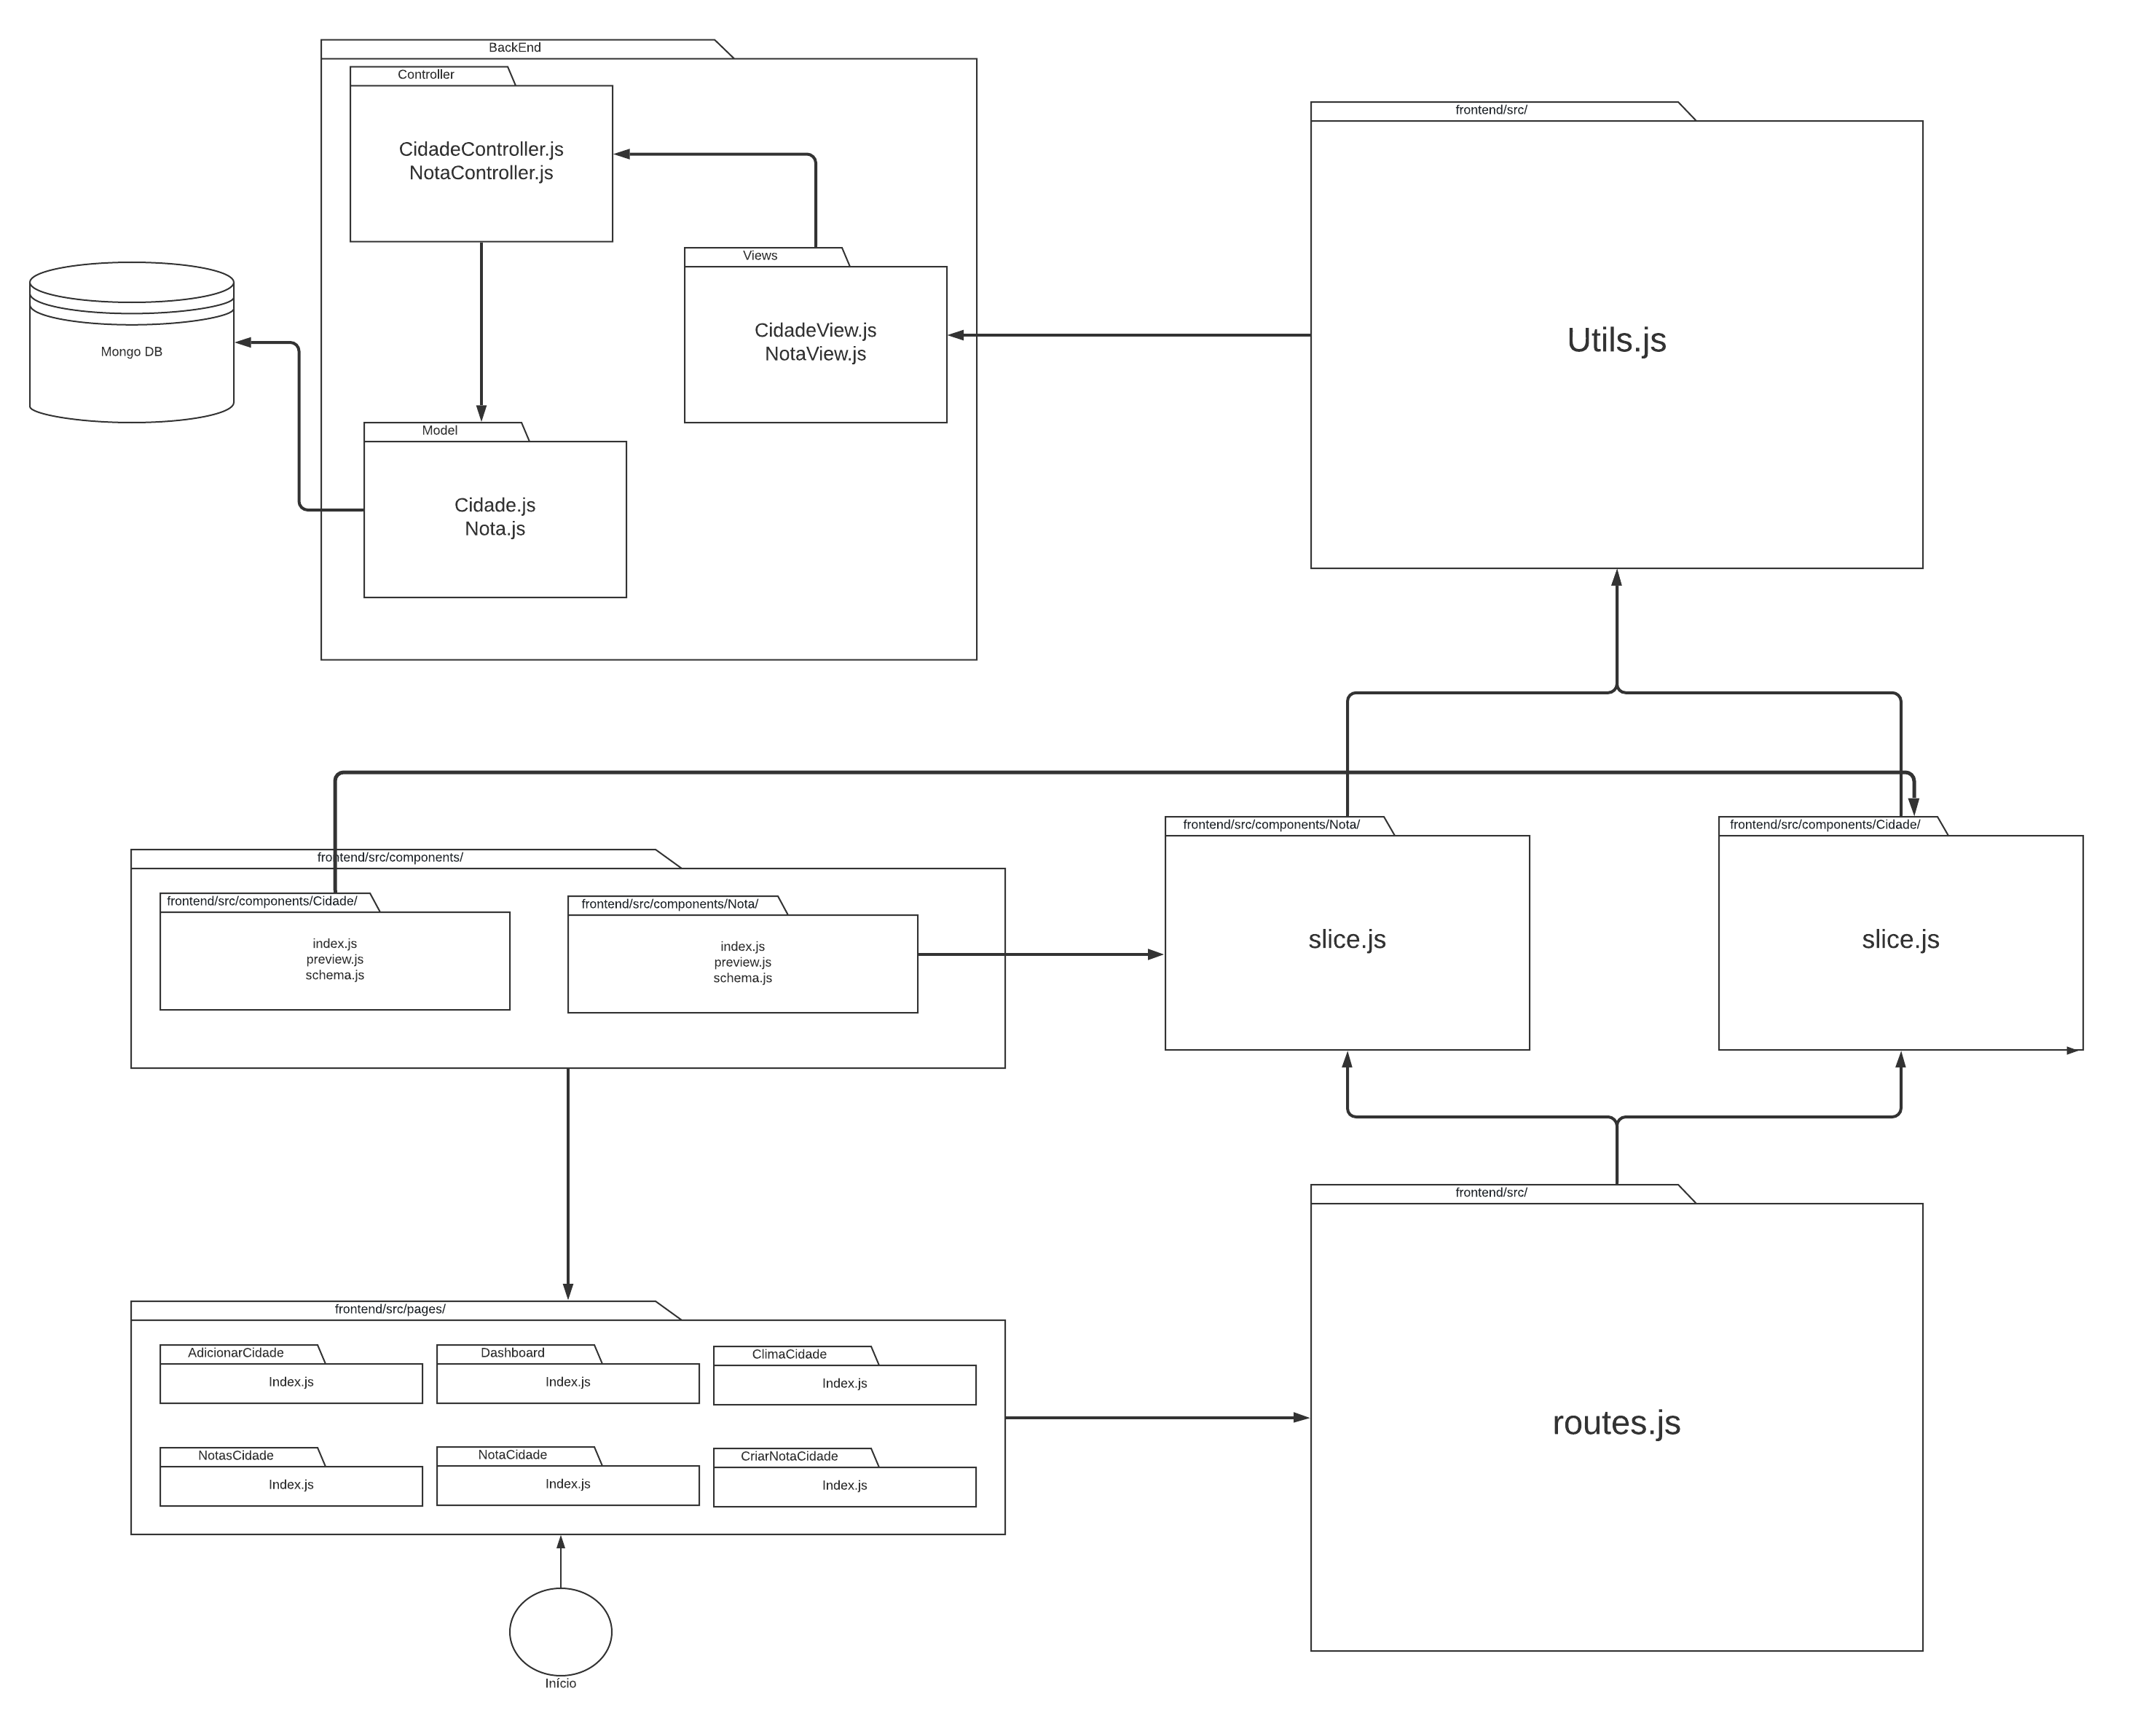 BackEnd
Controller
CidadeController.js
NotaController.js
Views
CidadeView.js
NotaView.js
Model
Cidade.js
Nota.js
Mongo DB
frontend/src/
Utils.js
frontend/src/components/
frontend/src/components/Cidade/
index.js
preview.js
schema.js
frontend/src/components/Nota/
index.js
preview.js
schema.js
frontend/src/components/Nota/
slice.js
frontend/src/components/Cidade/
slice.js
frontend/src/pages/
AdicionarCidade
Index.js
Dashboard
Index.js
ClimaCidade
Index.js
NotasCidade
Index.js
NotaCidade
Index.js
CriarNotaCidade
Index.js
frontend/src/
routes.js
Início